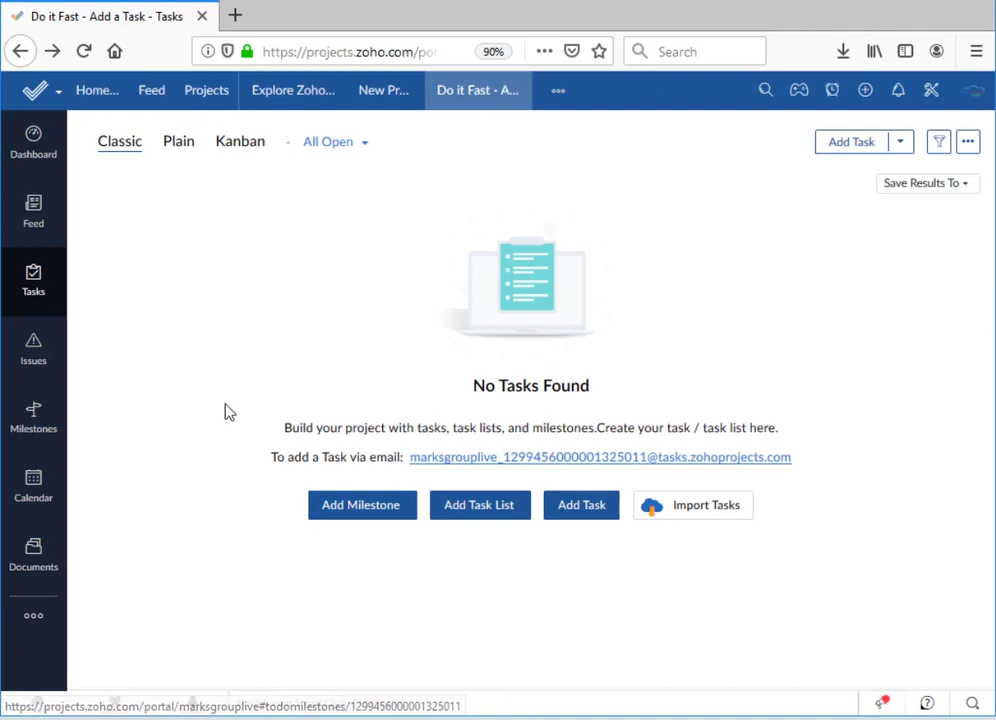 Do it Fast - Add a Task - Tasks
https://projects.zoho.com/por
90%
Search
Home...
Feed
Projects
Explore Zoho...
New Pr...
Do it Fast - A...
Dashboard
Feed
Tasks
Issues
Milestones
Calendar
Documents
Classic
Plain
Kanban
- All Open
Add Task
Save Results To
No Tasks Found
Build your project with tasks, task lists, and milestones.Create your task / task list here.
To add a Task via email: marksgrouplive_1299456000001325011@tasks.zohoprojects.com
Add Milestone
Add Task List
Add Task
Import Tasks
https://projects.zoho.com/portal/marksgrouplive#todomilestones/1299456000001325011